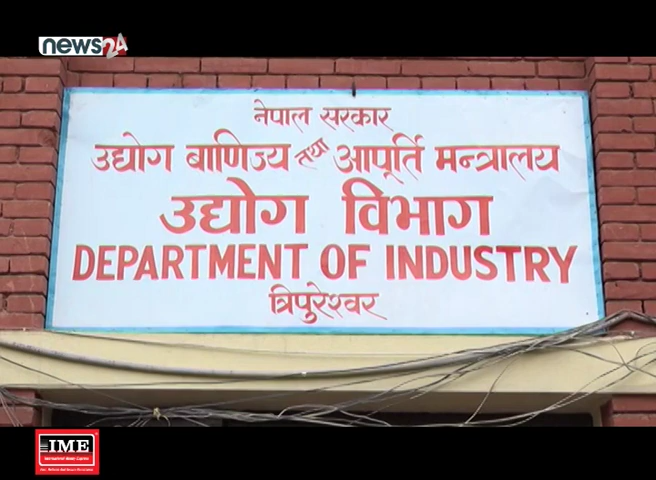 news24
नेपाल सरकार
उद्योग बाणिज्य तथा आपूर्ति मन्त्रालय
उद्योग विभाग
DEPARTMENT OF INDUSTRY
त्रिपुरेश्वर
IME